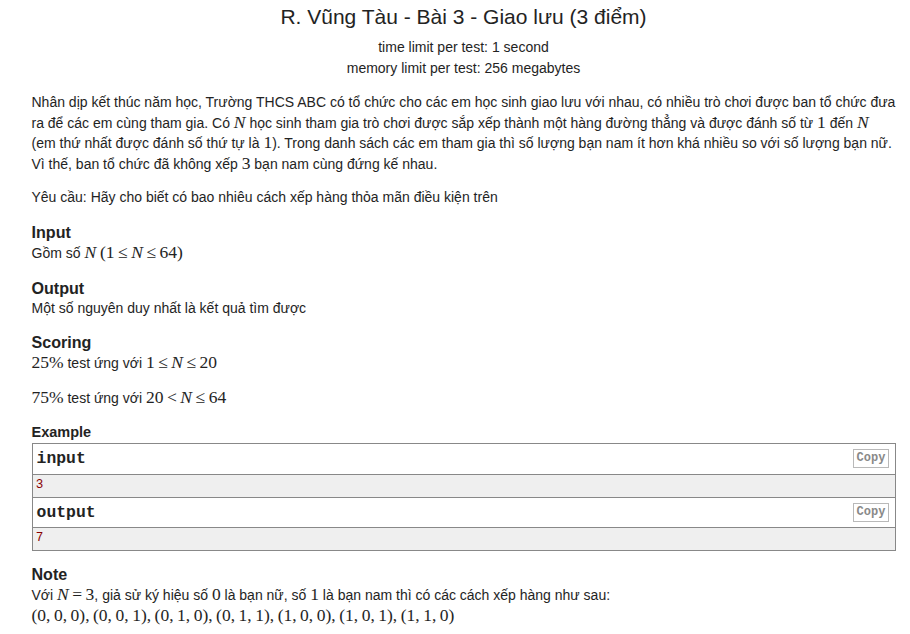 R. Vũng Tàu - Bài 3 - Giao lưu (3 điểm)
time limit per test: 1 second
memory limit per test: 256 megabytes
Nhân dịp kết thúc năm học, Trường THCS ABC có tổ chức cho các em học sinh giao lưu với nhau, có nhiều trò chơi được ban tổ chức đưa
ra để các em cùng tham gia. Có N học sinh tham gia trò chơi được sắp xếp thành một hàng đường thẳng và được đánh số từ 1 đến N
(em thứ nhất được đánh số thứ tự là 1). Trong danh sách các em tham gia thì số lượng bạn nam ít hơn khá nhiều so với số lượng bạn nữ.
Vì thế, ban tổ chức đã không xếp 3 bạn nam cùng đứng kế nhau.
Yêu cầu: Hãy cho biết có bao nhiêu cách xếp hàng thỏa mãn điều kiện trên
Input
Gồm số N (1 ≤ N ≤ 64)
Output
Một số nguyên duy nhất là kết quả tìm được
Scoring
25% test ứng với 1 ≤ N ≤ 20
75% test ứng với 20 < N ≤ 64
Example
input Copy
3
output Copy
7
Note
Với N = 3, giả sử ký hiệu số 0 là bạn nữ, số 1 là bạn nam thì có các cách xếp hàng như sau:
(0, 0, 0), (0, 0, 1), (0, 1, 0), (0, 1, 1), (1, 0, 0), (1, 0, 1), (1, 1, 0)